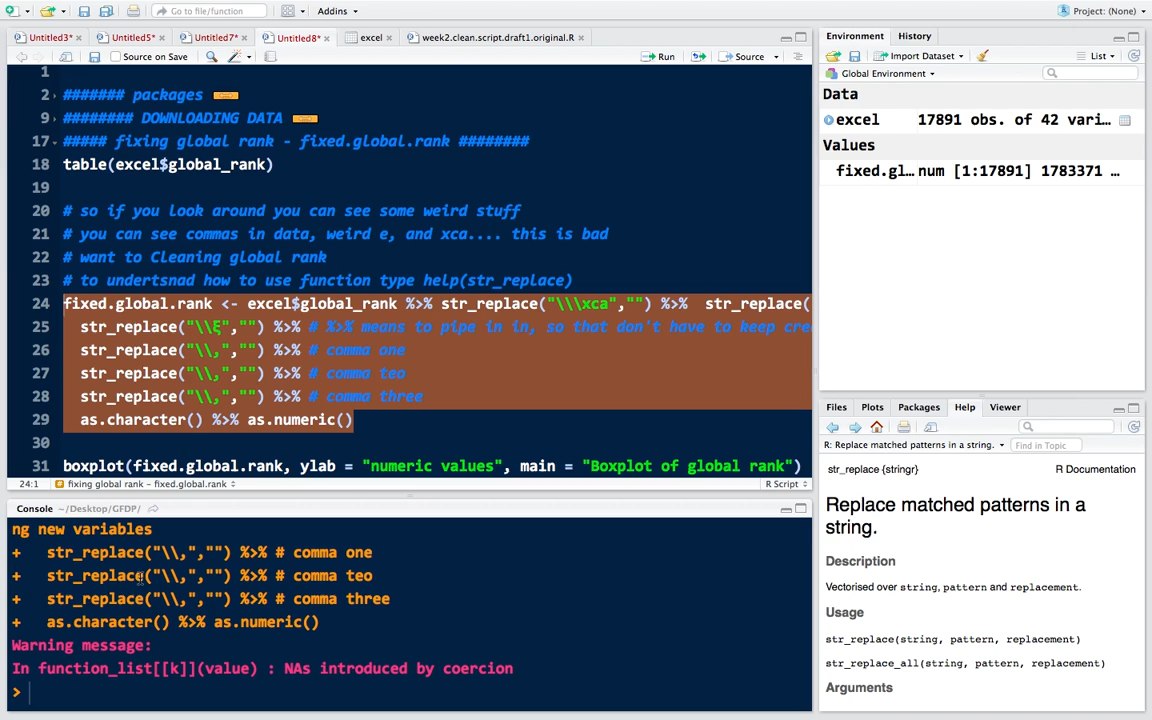 Go to file/function
Addins
Project: (None)
Untitled3*
Untitled5*
Untitled7*
Untitled8*
excel
week2.clean.script.draft1.original.R
Source on Save
Run
Source
1
2 ####### packages
9 ######## DOWNLOADING DATA
17 ##### fixing global rank - fixed.global.rank ########
18 table(excel$global_rank)
19
20 # so if you look around you can see some weird stuff
21 # you can see commas in data, weird e, and xca.... this is bad
22 # want to Cleaning global rank
23 # to undertsnad how to use function type help(str_replace)
24 fixed.global.rank <- excel$global_rank %>% str_replace("\\\xca","") %>%  str_replace(
25 str_replace("\\ξ","") %>% # %>% means to pipe in in, so that don't have to keep cre
26 str_replace("\\,","") %>% # comma one
27 str_replace("\\,","") %>% # comma teo
28 str_replace("\\,","") %>% # comma three
29 as.character() %>% as.numeric()
30
31 boxplot(fixed.global.rank, ylab = "numeric values", main = "Boxplot of global rank")
24:1
fixing global rank - fixed.global.rank
R Script
Console ~/Desktop/GFDP/
ng new variables
+ str_replace("\\,","") %>% # comma one
+ str_replace("\\,","") %>% # comma teo
+ str_replace("\\,","") %>% # comma three
+ as.character() %>% as.numeric()
Warning message:
In function_list[[k]](value) : NAs introduced by coercion
>
Environment
History
Import Dataset
List
Global Environment
Data
excel 17891 obs. of 42 vari...
Values
fixed.gl... num [1:17891] 1783371 ...
Files
Plots
Packages
Help
Viewer
R: Replace matched patterns in a string.
Find in Topic
str_replace {stringr}
R Documentation
Replace matched patterns in a
string.
Description
Vectorised over string, pattern and replacement.
Usage
str_replace(string, pattern, replacement)
str_replace_all(string, pattern, replacement)
Arguments